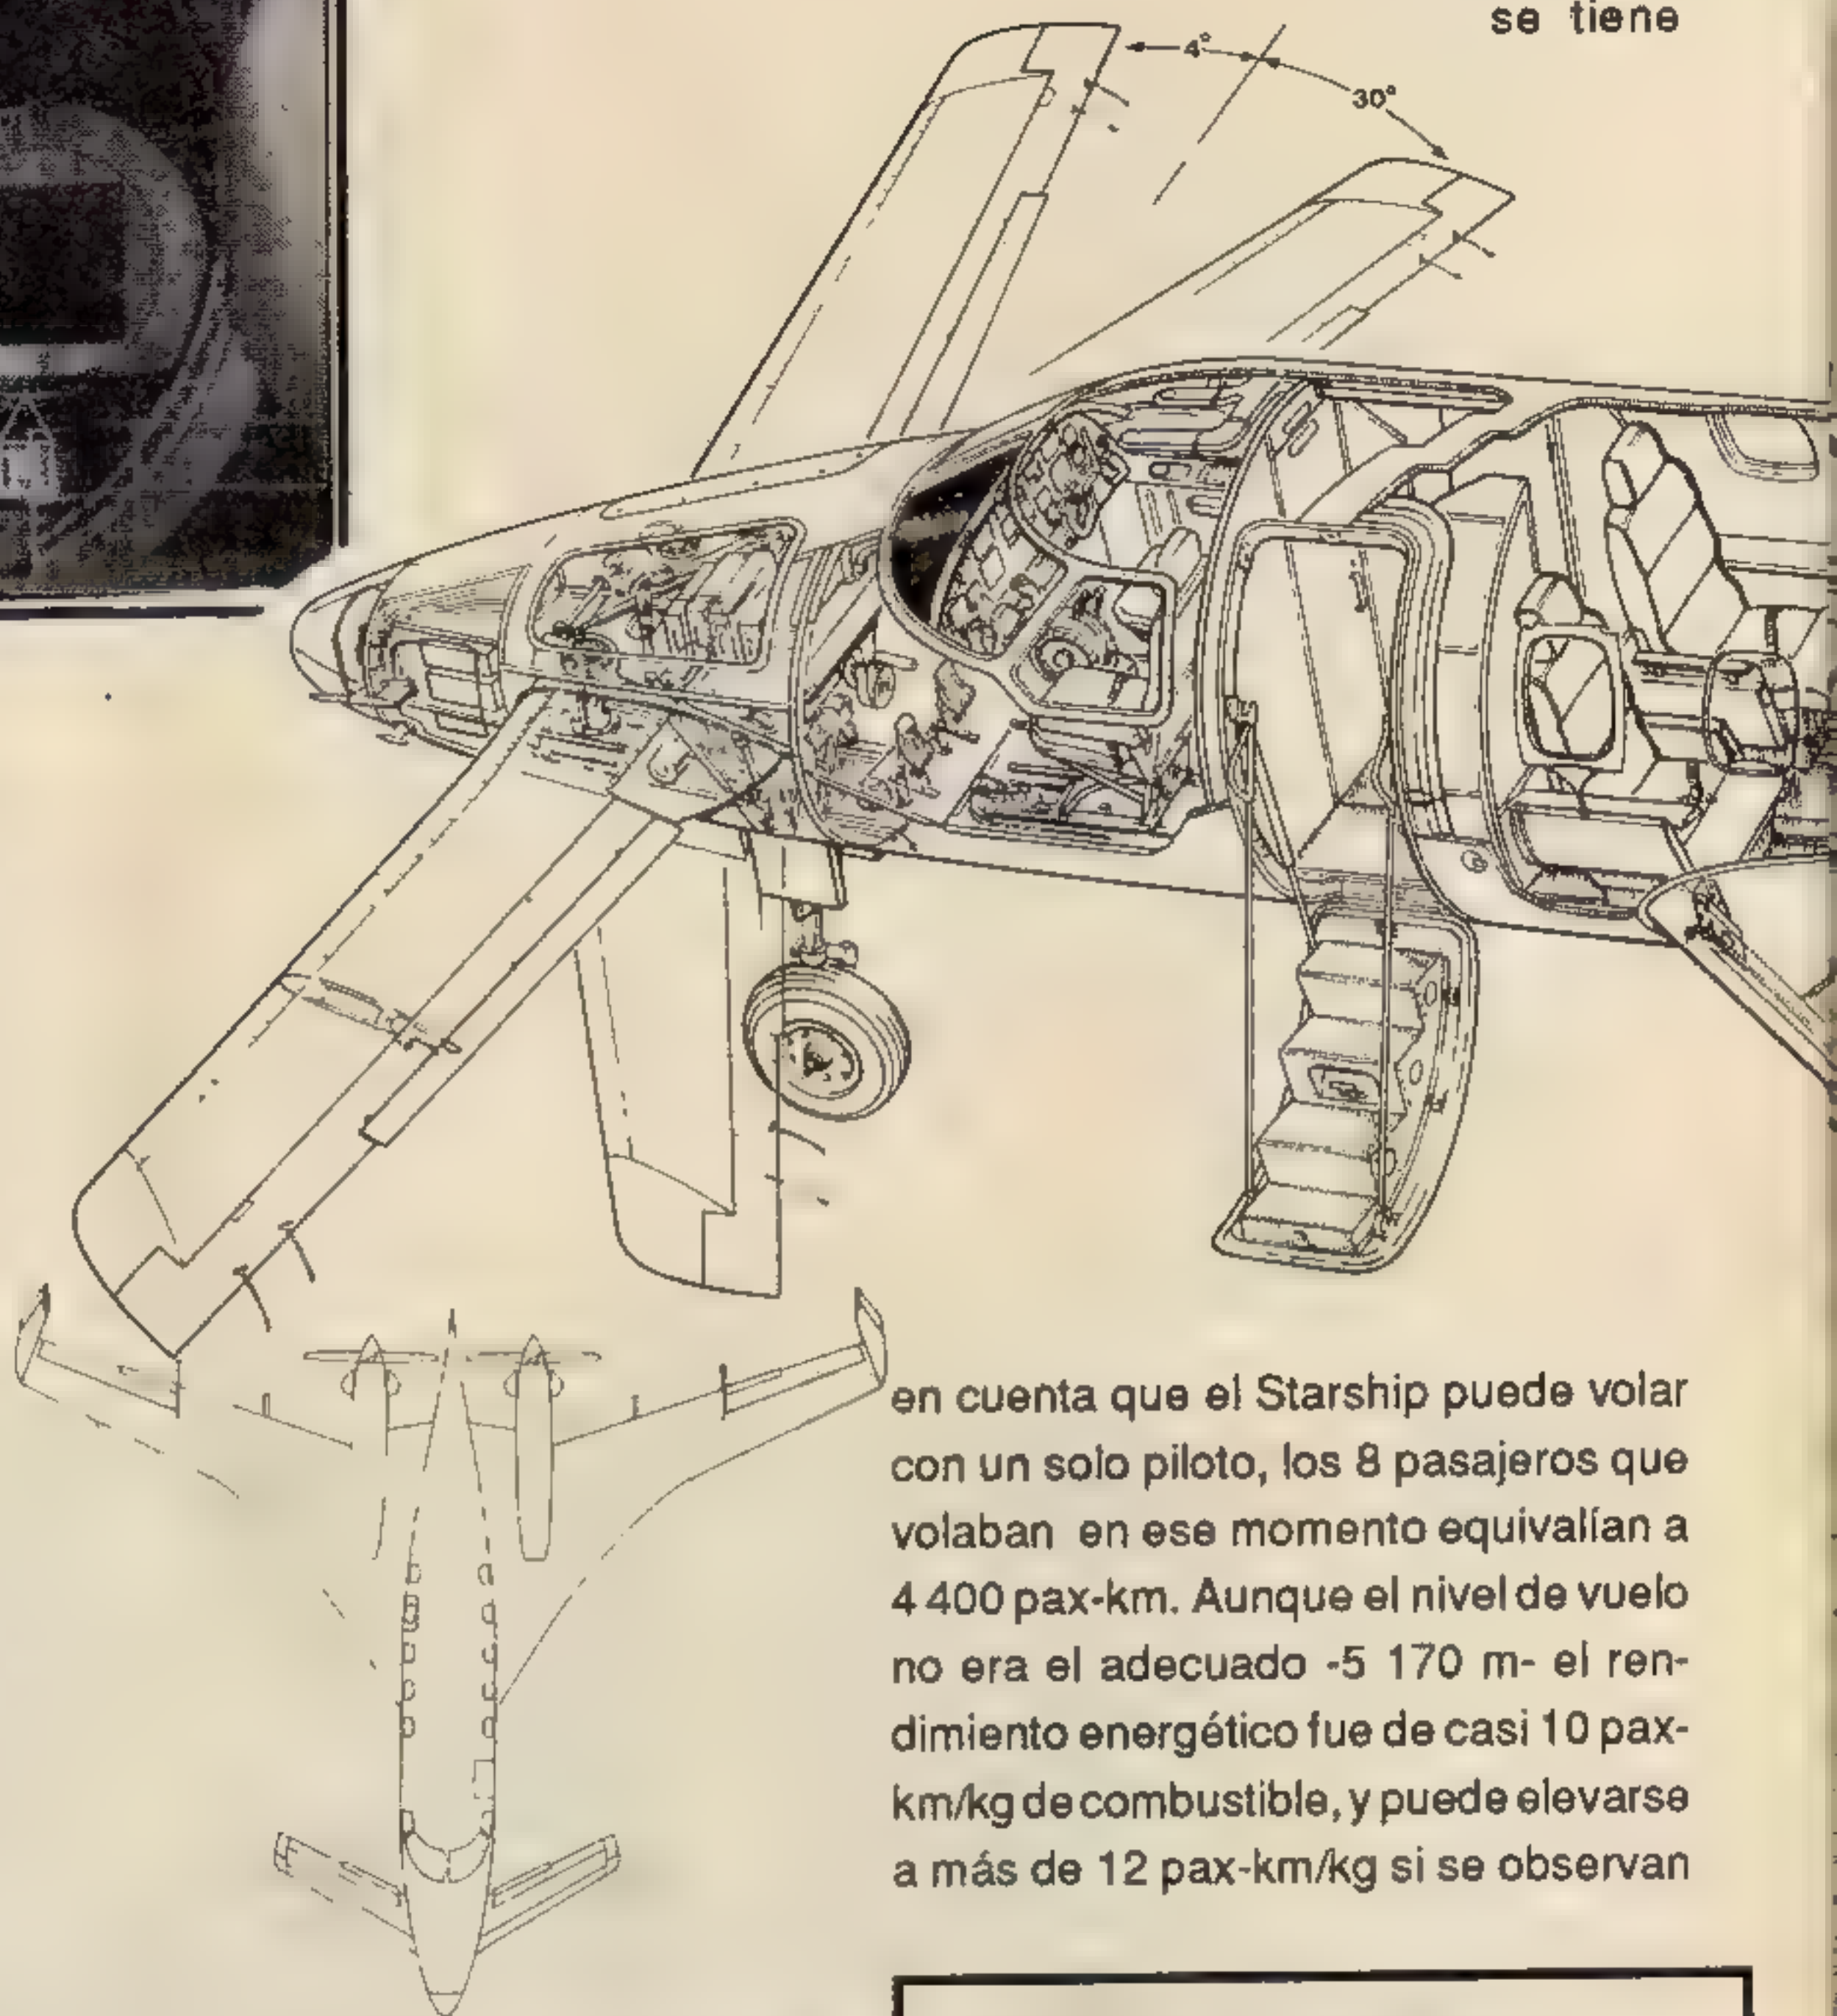 se tiene
4°
30°
en cuenta que el Starship puede volar
con un solo piloto, los 8 pasajeros que
volaban en ese momento equivalían a
4 400 pax-km. Aunque el nivel de vuelo
no era el adecuado -5 170 m- el ren-
dimiento energético fue de casi 10 pax-
km/kg de combustible, y puede elevarse
a más de 12 pax-km/kg si se observan